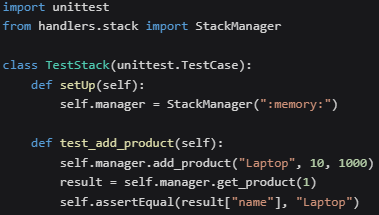 import unittest
from handlers.stack import StackManager
class TestStack(unittest.TestCase):
    def setUp(self):
        self.manager = StackManager(":memory:")
    def test_add_product(self):
        self.manager.add_product("Laptop", 10, 1000)
        result = self.manager.get_product(1)
        self.assertEqual(result["name"], "Laptop")